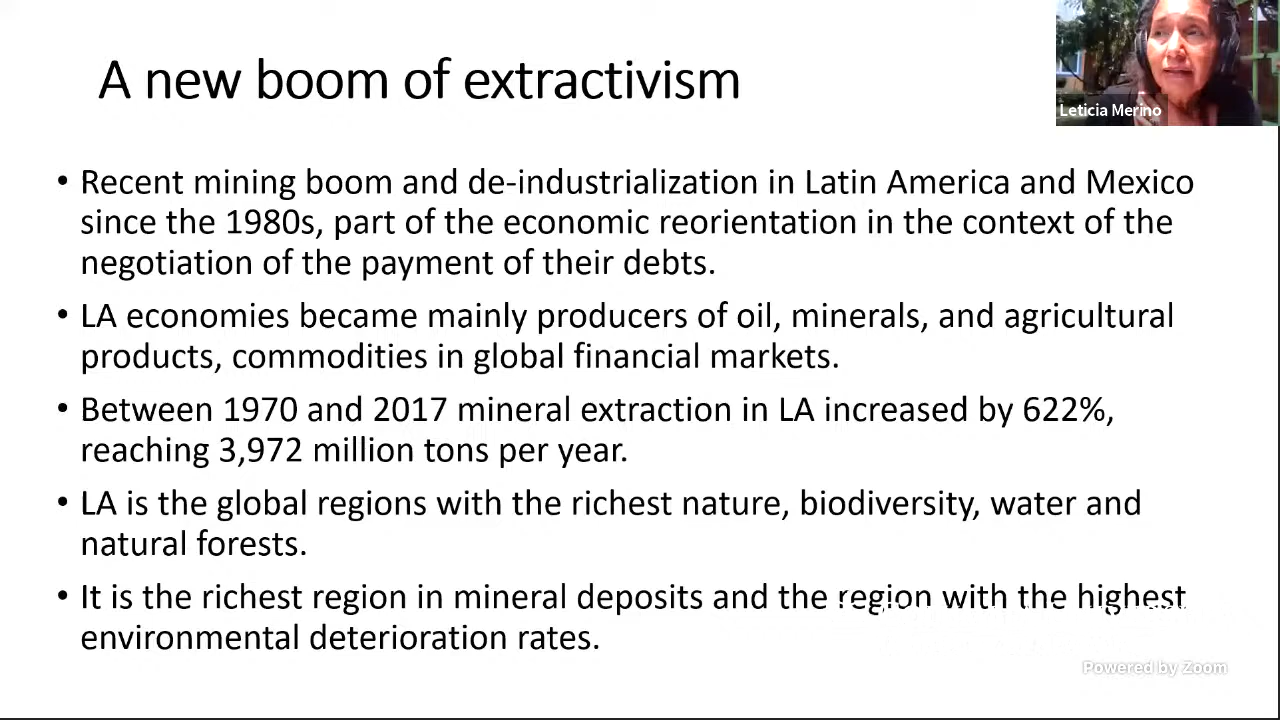 A new boom of extractivism
Leticia Merino
• Recent mining boom and de-industrialization in Latin America and Mexico
since the 1980s, part of the economic reorientation in the context of the
negotiation of the payment of their debts.
• LA economies became mainly producers of oil, minerals, and agricultural
products, commodities in global financial markets.
• Between 1970 and 2017 mineral extraction in LA increased by 622%,
reaching 3,972 million tons per year.
• LA is the global regions with the richest nature, biodiversity, water and
natural forests.
• It is the richest region in mineral deposits and the region with the highest
environmental deterioration rates.
Powered by Zoom